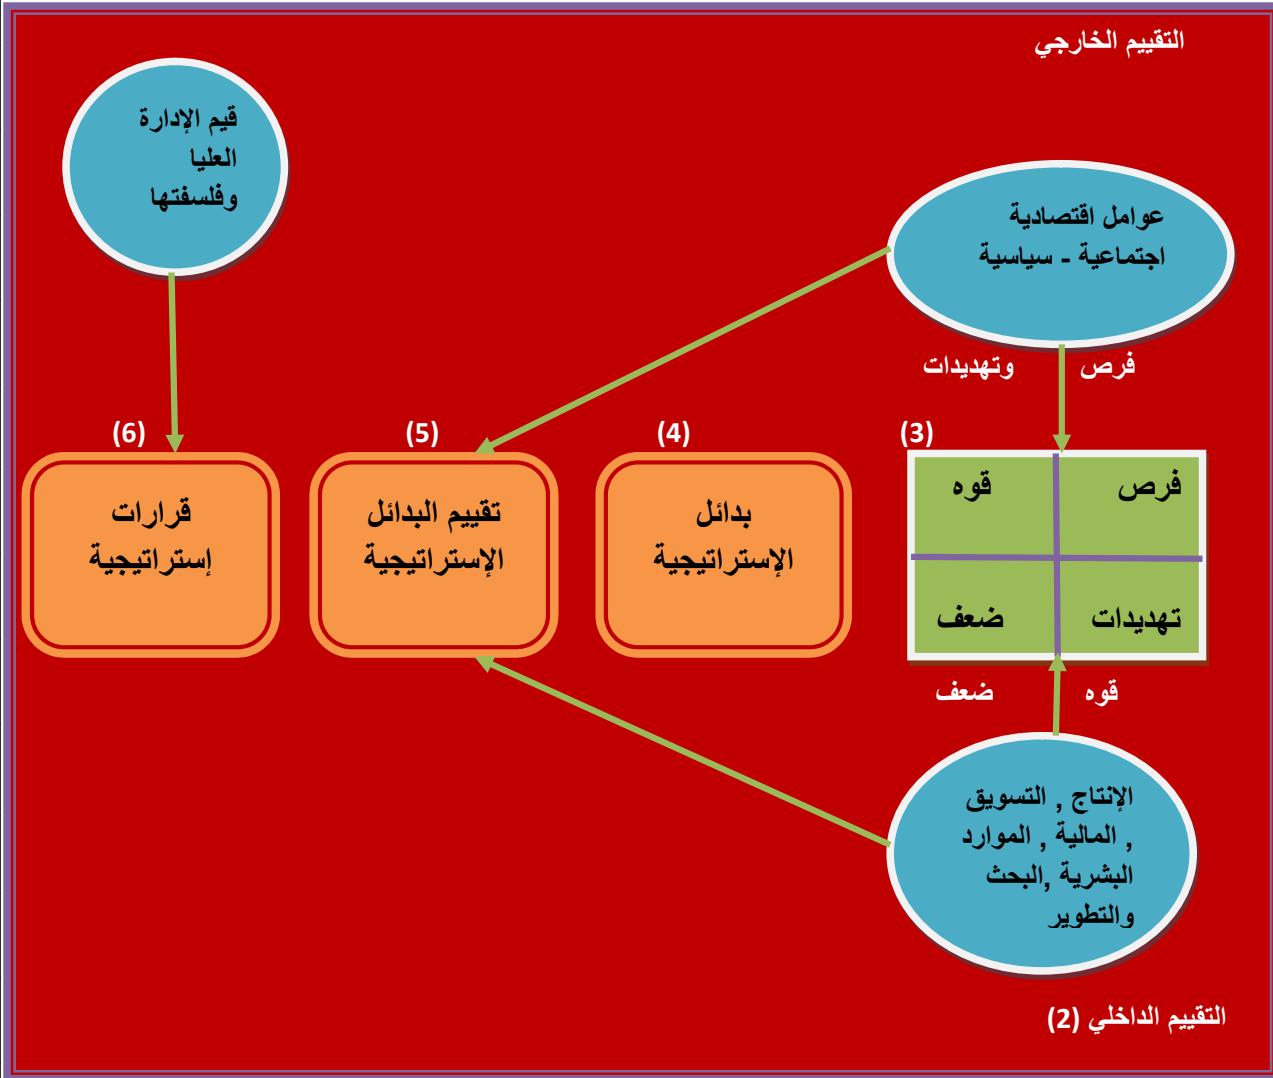 التقييم الخارجي
عوامل اقتصادية
اجتماعية - سياسية
قيم الإدارة
العليا
وفلسفتها
فرص وتهديدات
(3)
(4)
(5)
(6)
فرص قوه
تهديدات ضعف
بدائل
الإستراتيجية
تقييم البدائل
الإستراتيجية
قرارات
إستراتيجية
قوه ضعف
الإنتاج , التسويق
, المالية , الموارد
البشرية ,البحث
والتطوير
التقييم الداخلي (2)